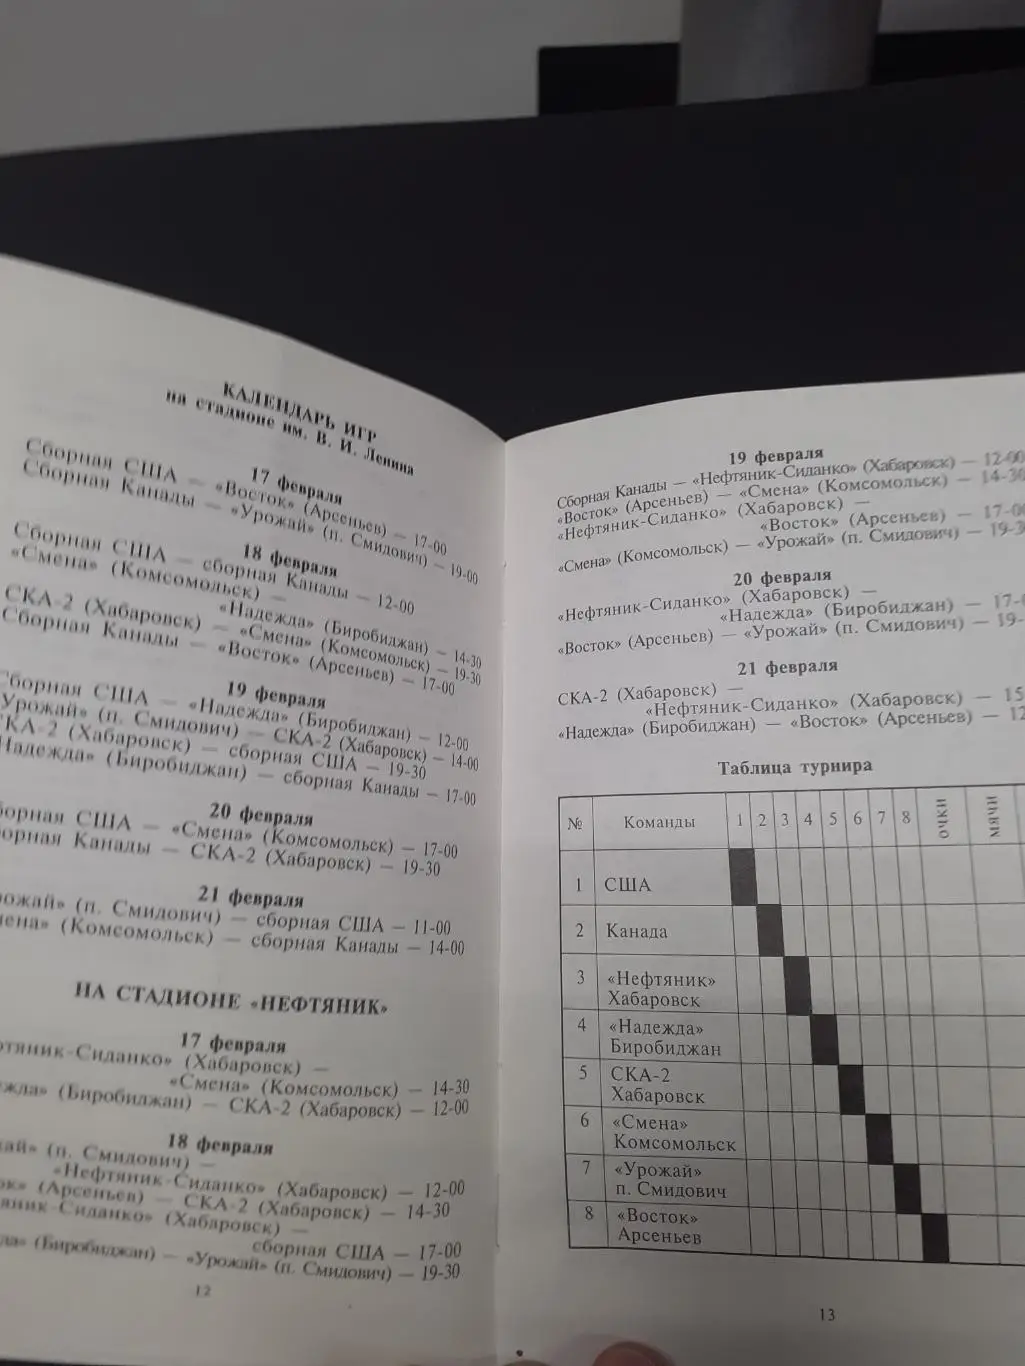 КАЛЕНДАРЬ ИГР
на стадионе им. В. И. Ленина
17 февраля
Сборная США — «Восток» (Арсеньев) — 17-00
Сборная Канады — «Урожай» (п. Смидович) — 19-00
18 февраля
Сборная США — сборная Канады — 12-00
«Смена» (Комсомольск) —
«Надежда» (Биробиджан) — 14-30
СКА-2 (Хабаровск) — «Смена» (Комсомольск) — 19-30
Сборная Канады — «Восток» (Арсеньев) — 17-00
19 февраля
Сборная США — «Надежда» (Биробиджан) — 12-00
Урожай» (п. Смидович) — СКА-2 (Хабаровск) — 14-00
СКА-2 (Хабаровск) — сборная США — 19-30
Надежда» (Биробиджан) — сборная Канады — 17-00
20 февраля
борная США — «Смена» (Комсомольск) — 17-00
орная Канады — СКА-2 (Хабаровск) — 19-30
21 февраля
рожай» (п. Смидович) — сборная США — 11-00
мена» (Комсомольск) — сборная Канады — 14-00
НА СТАДИОНЕ «НЕФТЯНИК»
17 февраля
фтяник-Сиданко» (Хабаровск) —
«Смена» (Комсомольск) — 14-30
ежда» (Биробиджан) — СКА-2 (Хабаровск) — 12-00
18 февраля
жай» (п. Смидович) —
«Нефтяник-Сиданко» (Хабаровск) — 12-00
ок» (Арсеньев) — СКА-2 (Хабаровск) — 14-30
яник-Сиданко» (Хабаровск) —
сборная США — 17-00
да» (Биробиджан) — «Урожай» (п. Смидович) — 19-30
12
19 февраля
Сборная Канады — «Нефтяник-Сиданко» (Хабаровск) — 12-00
«Восток» (Арсеньев) — «Смена» (Комсомольск) — 14-30
«Нефтяник-Сиданко» (Хабаровск) —
«Восток» (Арсеньев) — 17-00
«Смена» (Комсомольск) — «Урожай» (п. Смидович) — 19-30
20 февраля
«Нефтяник-Сиданко» (Хабаровск) —
«Надежда» (Биробиджан) — 17-0
«Восток» (Арсеньев) — «Урожай» (п. Смидович) — 19-
21 февраля
СКА-2 (Хабаровск) —
«Нефтяник-Сиданко» (Хабаровск) — 15
«Надежда» (Биробиджан) — «Восток» (Арсеньев) — 12
Таблица турнира
№ Команды 1 2 3 4 5 6 7 8 очки мячи
1 США
2 Канада
3 «Нефтяник»
Хабаровск
4 «Надежда»
Биробиджан
5 СКА-2
Хабаровск
6 «Смена»
Комсомольск
7 «Урожай»
п. Смидович
8 «Восток»
Арсеньев
13